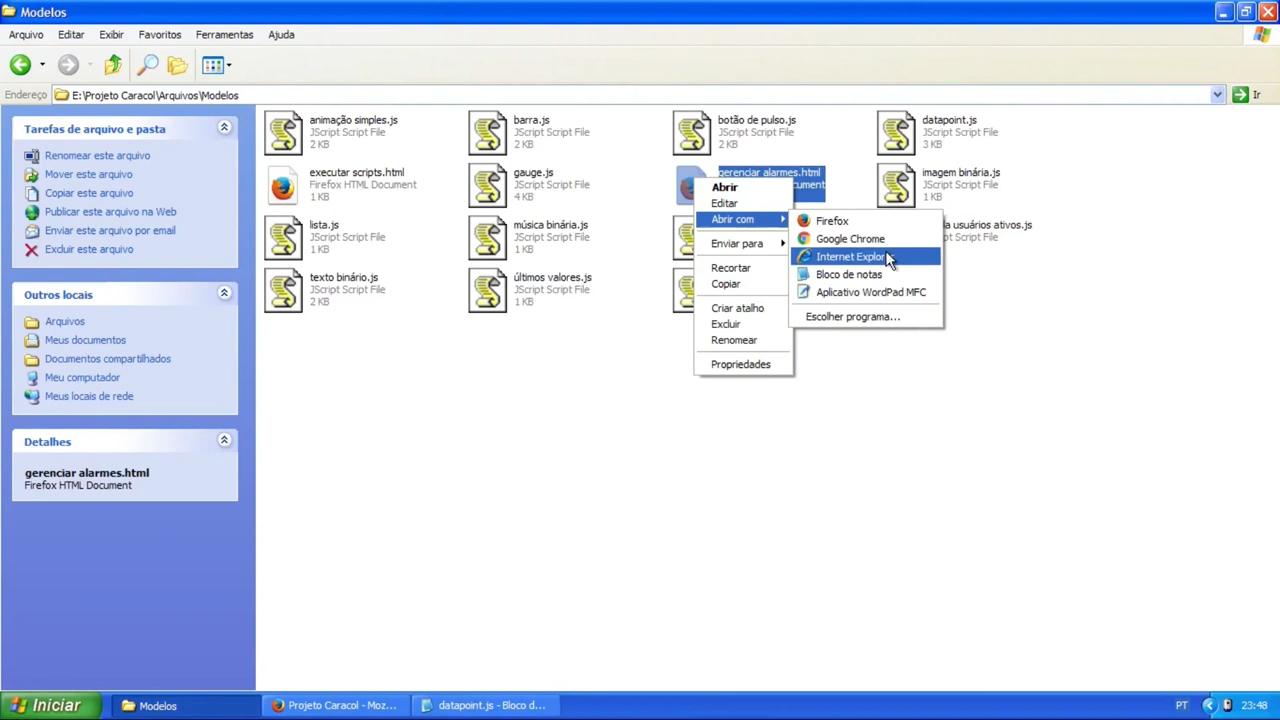 Modelos
Arquivo Editar Exibir Favoritos Ferramentas Ajuda
Endereço E:\Projeto Caracol\Arquivos\Modelos Ir
Tarefas de arquivo e pasta
Renomear este arquivo
Mover este arquivo
Copiar este arquivo
Publicar este arquivo na Web
Enviar este arquivo por email
Excluir este arquivo
Outros locais
Arquivos
Meus documentos
Documentos compartilhados
Meu computador
Meus locais de rede
Detalhes
gerenciar alarmes.html
Firefox HTML Document
animação simples.js
JScript Script File
2 KB
barra.js
JScript Script File
2 KB
botão de pulso.js
JScript Script File
2 KB
datapoint.js
JScript Script File
3 KB
executar scripts.html
Firefox HTML Document
1 KB
gauge.js
JScript Script File
4 KB
gerenciar alarmes.html
imagem binária.js
JScript Script File
1 KB
lista.js
JScript Script File
1 KB
música binária.js
JScript Script File
1 KB
usuários ativos.js
Script File
texto binário.js
JScript Script File
2 KB
últimos valores.js
JScript Script File
1 KB
Abrir
Editar
Abrir com
Enviar para
Recortar
Copiar
Criar atalho
Excluir
Renomear
Propriedades
Firefox
Google Chrome
Internet Explor
Bloco de notas
Aplicativo WordPad MFC
Escolher programa...
Iniciar Modelos Projeto Caracol - Moz... datapoint.js - Bloco d... PT 23:48